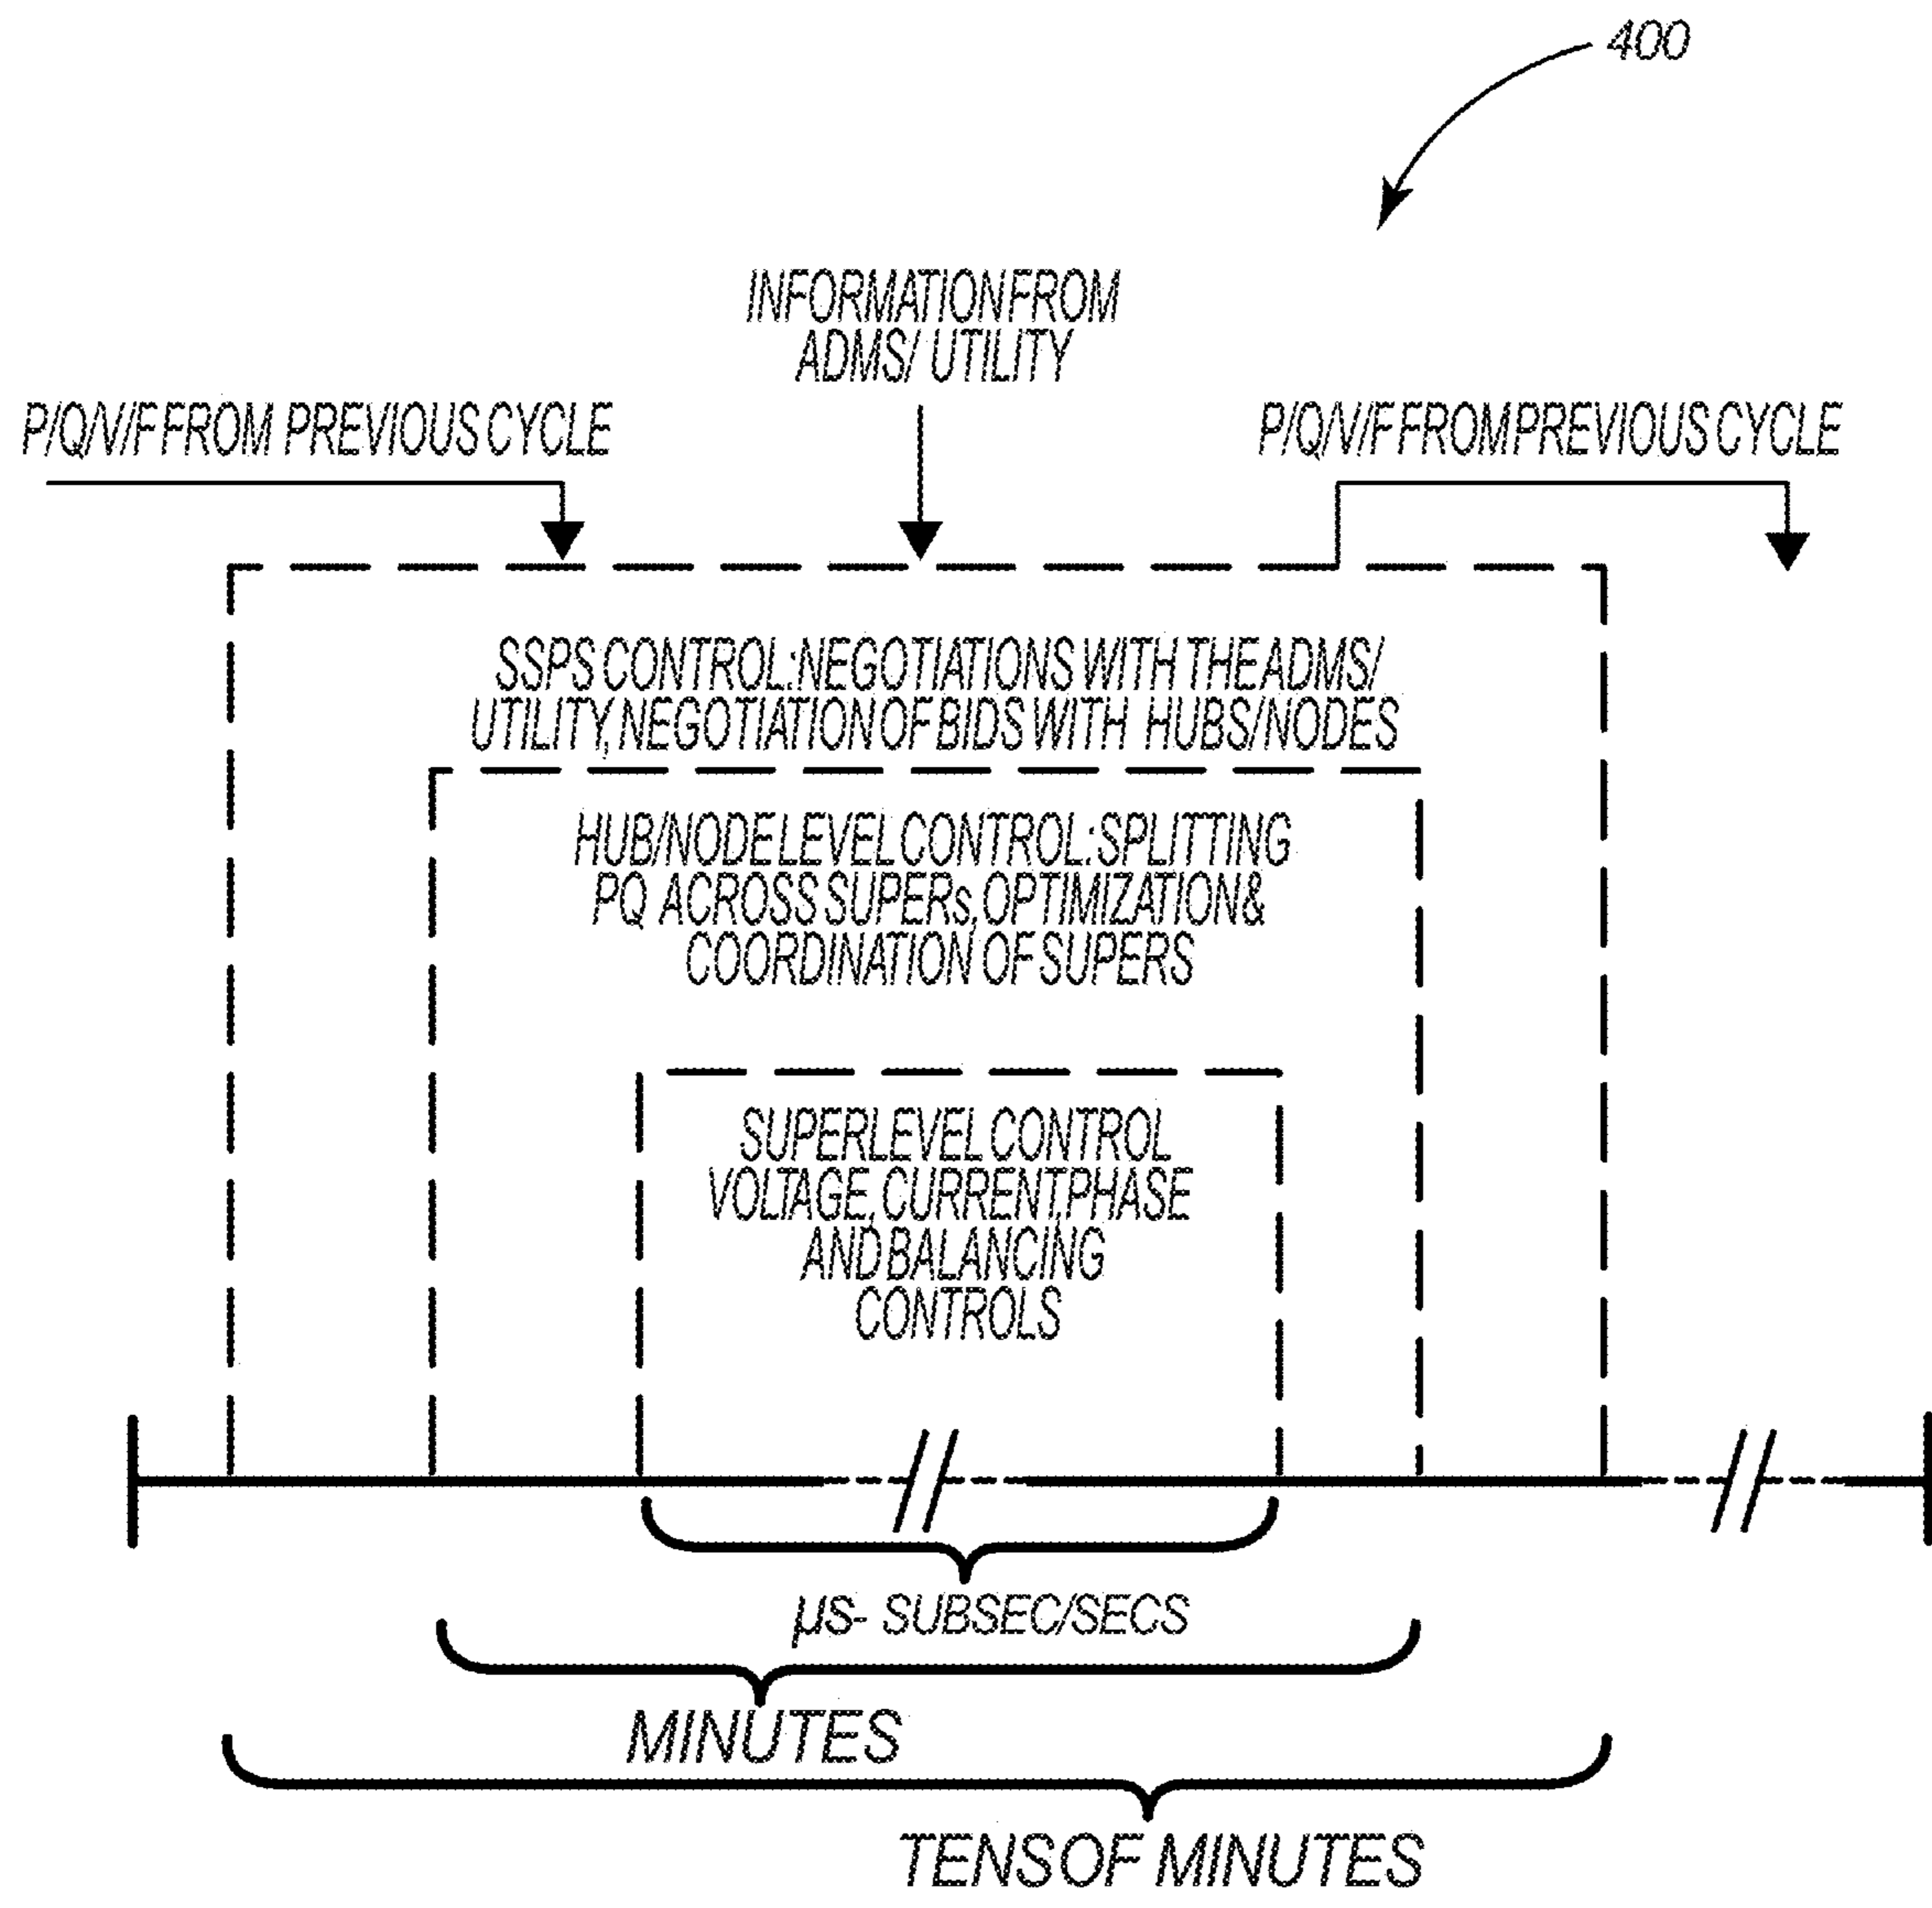 400
INFORMATION FROM
ADMS/ UTILITY
P/Q/V/F FROM PREVIOUS CYCLE
P/Q/V/F FROM PREVIOUS CYCLE
SSPS CONTROL: NEGOTIATIONS WITH THE ADMS/
UTILITY, NEGOTIATION OF BIDS WITH HUBS/NODES
HUB/NODE LEVEL CONTROL: SPLITTING
PQ ACROSS SUPERs, OPTIMIZATION &
COORDINATION OF SUPERS
SUPER LEVEL CONTROL
VOLTAGE, CURRENT, PHASE
AND BALANCING
CONTROLS
µs- SUBSEC/SECS
MINUTES
TENS OF MINUTES